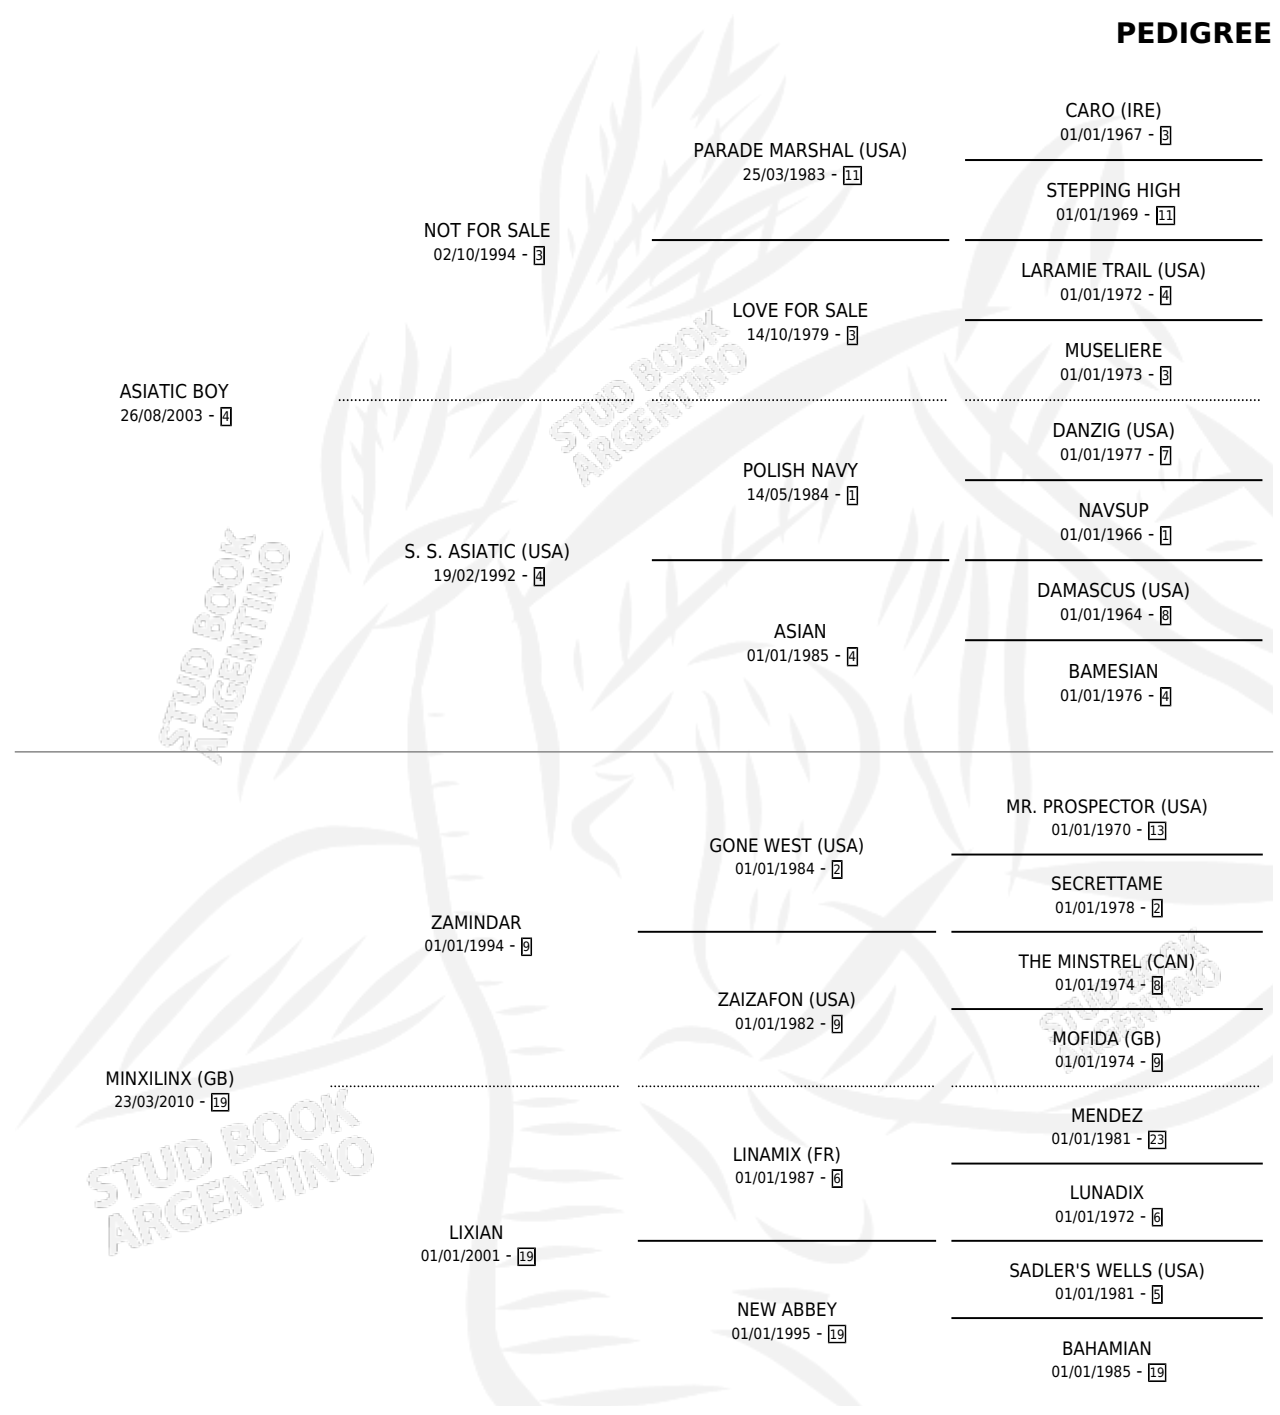 PEDIGREE
CARO (IRE)
01/01/1967 - 3
PARADE MARSHAL (USA)
25/03/1983 - 11
STEPPING HIGH
01/01/1969 - 11
NOT FOR SALE
02/10/1994 - 3
LARAMIE TRAIL (USA)
01/01/1972 - 4
LOVE FOR SALE
14/10/1979 - 3
MUSELIERE
01/01/1973 - 3
ASIATIC BOY
26/08/2003 - 4
STUD BOOK
ARGENTINO
DANZIG (USA)
01/01/1977 - 7
POLISH NAVY
14/05/1984 - 1
NAVSUP
01/01/1966 - 1
S. S. ASIATIC (USA)
19/02/1992 - 4
DAMASCUS (USA)
01/01/1964 - 8
ASIAN
01/01/1985 - 4
BAMESIAN
01/01/1976 - 4
STUD BOOK
ARGENTINO
MR. PROSPECTOR (USA)
01/01/1970 - 13
GONE WEST (USA)
01/01/1984 - 2
SECRETTAME
01/01/1978 - 2
ZAMINDAR
01/01/1994 - 9
THE MINSTREL (CAN)
01/01/1974 - 8
STUD BOOK
ARGENTINO
ZAIZAFON (USA)
01/01/1982 - 9
MOFIDA (GB)
01/01/1974 - 9
MINXILINX (GB)
23/03/2010 - 19
STUD BOOK
ARGENTINO
MENDEZ
01/01/1981 - 23
LINAMIX (FR)
01/01/1987 - 6
LUNADIX
01/01/1972 - 6
LIXIAN
01/01/2001 - 19
SADLER'S WELLS (USA)
01/01/1981 - 5
NEW ABBEY
01/01/1995 - 19
BAHAMIAN
01/01/1985 - 19